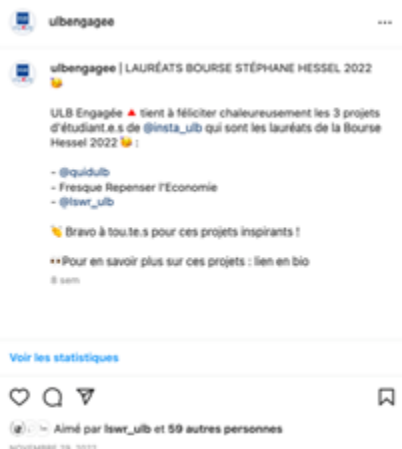 ulbengagee
ulbengagee | LAURÉATS BOURSE STÉPHANE HESSEL 2022
ULB Engagée 🔺 tient à féliciter chaleureusement les 3 projets
d'étudiant.e.s de @insta_ulb qui sont les lauréats de la Bourse
Hessel 2022 :
- @quidulb
- Fresque Repenser l'Economie
- @lswr_ulb
👏 Bravo à tou.te.s pour ces projets inspirants !
👀Pour en savoir plus sur ces projets : lien en bio
8 sem
Voir les statistiques
Aimé par lswr_ulb et 59 autres personnes
NOVEMBRE 29, 2022